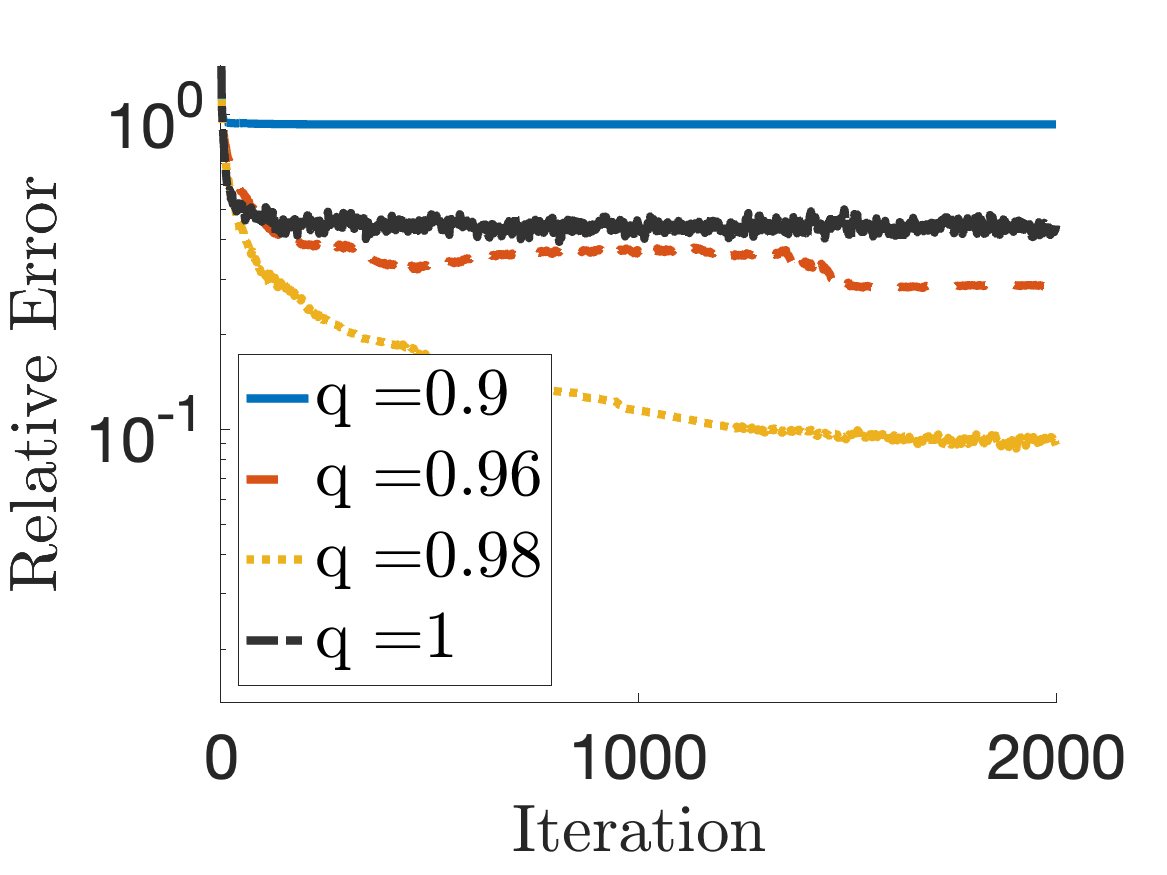 Relative Error
10^0
10^-1
q =0.9
q =0.96
q =0.98
q =1
0 1000 2000
Iteration